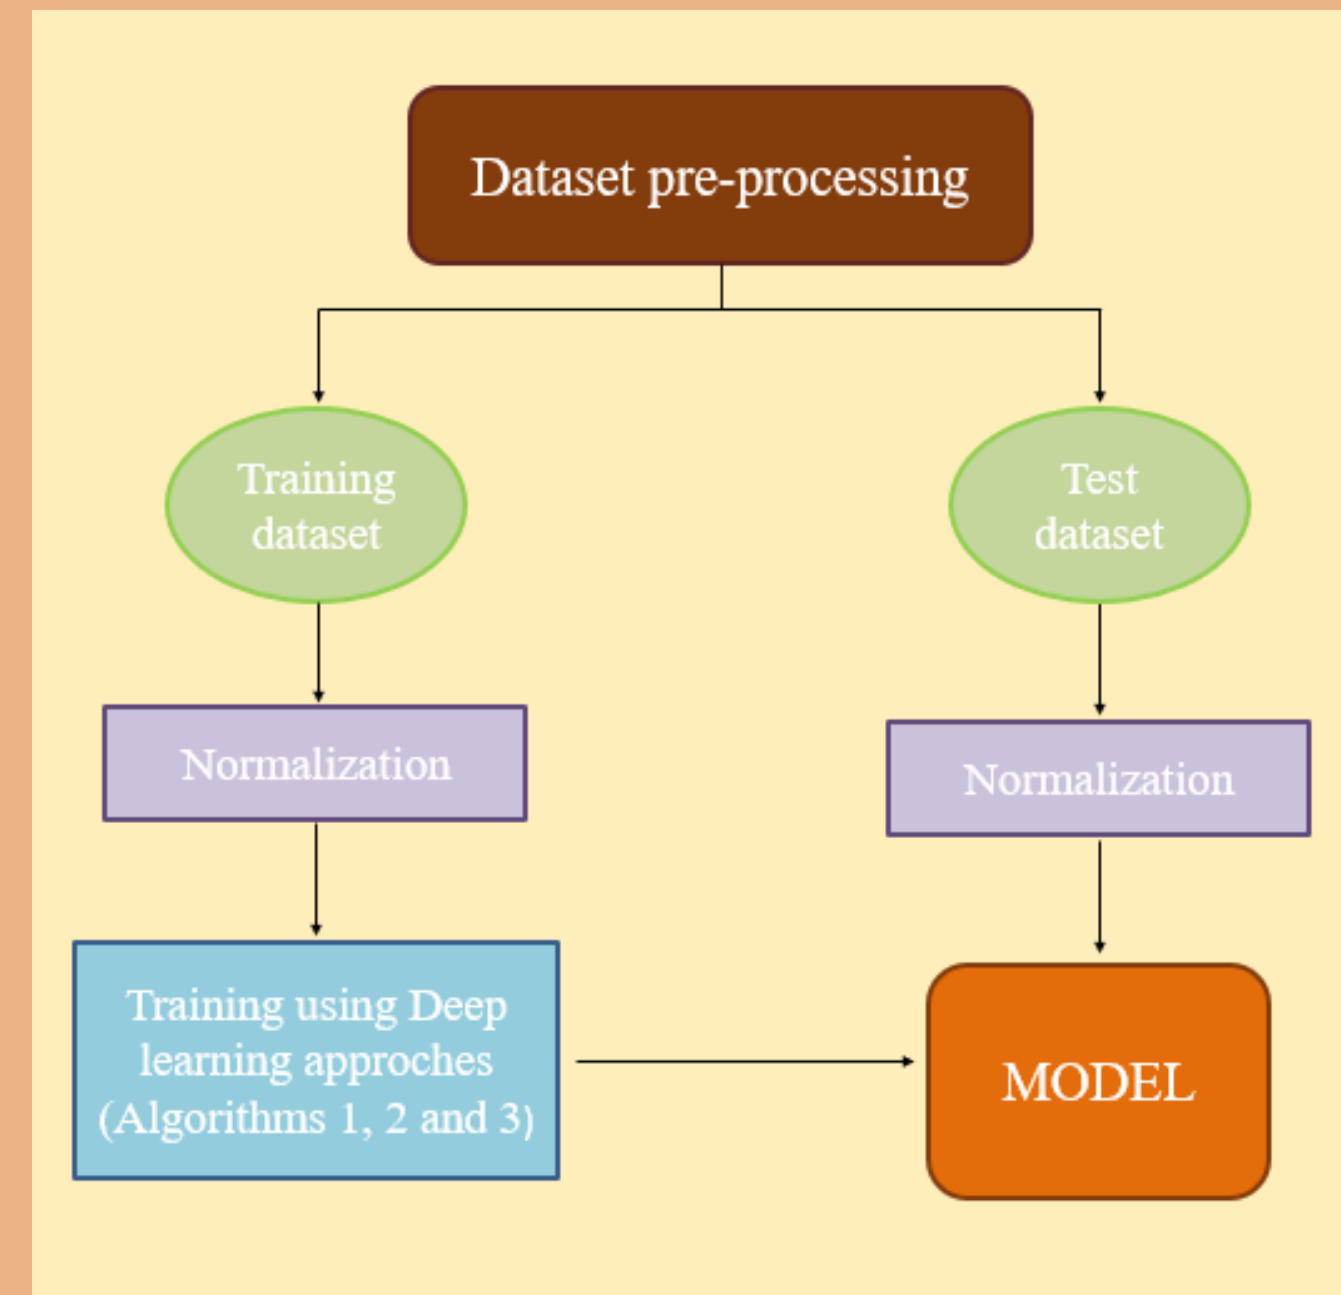 Dataset pre-processing
Training
dataset
Test
dataset
Normalization
Normalization
Training using Deep
learning approches
(Algorithms 1, 2 and 3)
MODEL